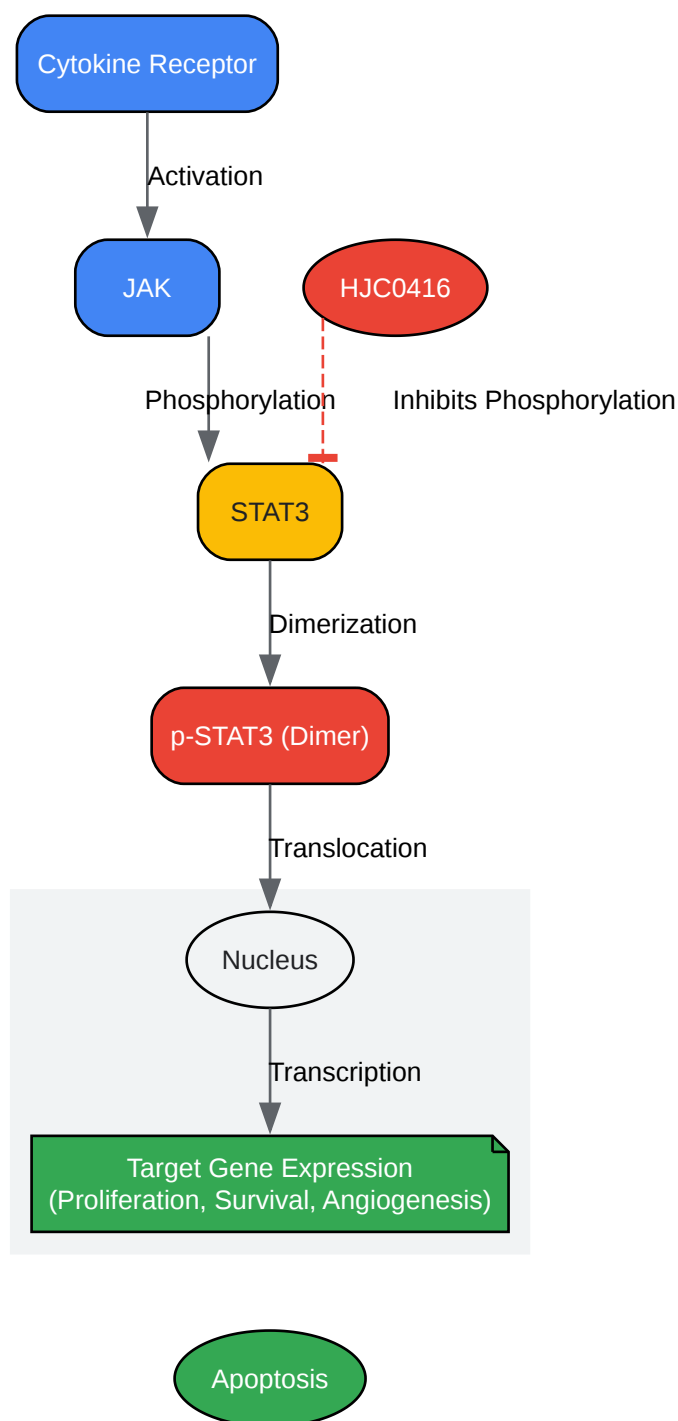 Cytokine Receptor
Activation
JAK
HJC0416
Phosphorylation
Inhibits Phosphorylation
STAT3
Dimerization
p-STAT3 (Dimer)
Translocation
Nucleus
Transcription
Target Gene Expression
(Proliferation, Survival, Angiogenesis)
Apoptosis